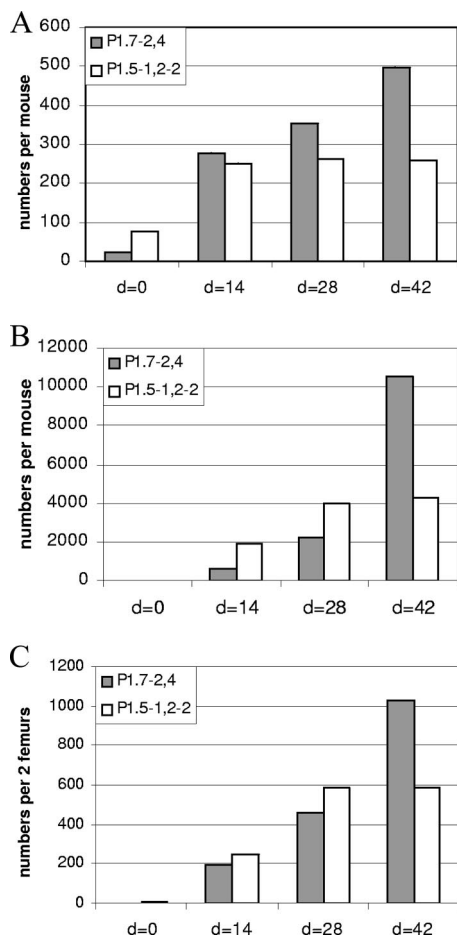 A
numbers per mouse
600
500
400
300
200
100
0
P1.7-2,4
P1.5-1,2-2
d=0 d=14 d=28 d=42
B
numbers per mouse
12000
10000
8000
6000
4000
2000
0
P1.7-2,4
P1.5-1,2-2
d=0 d=14 d=28 d=42
C
numbers per 2 femurs
1200
1000
800
600
400
200
0
P1.7-2,4
P1.5-1,2-2
d=0 d=14 d=28 d=42